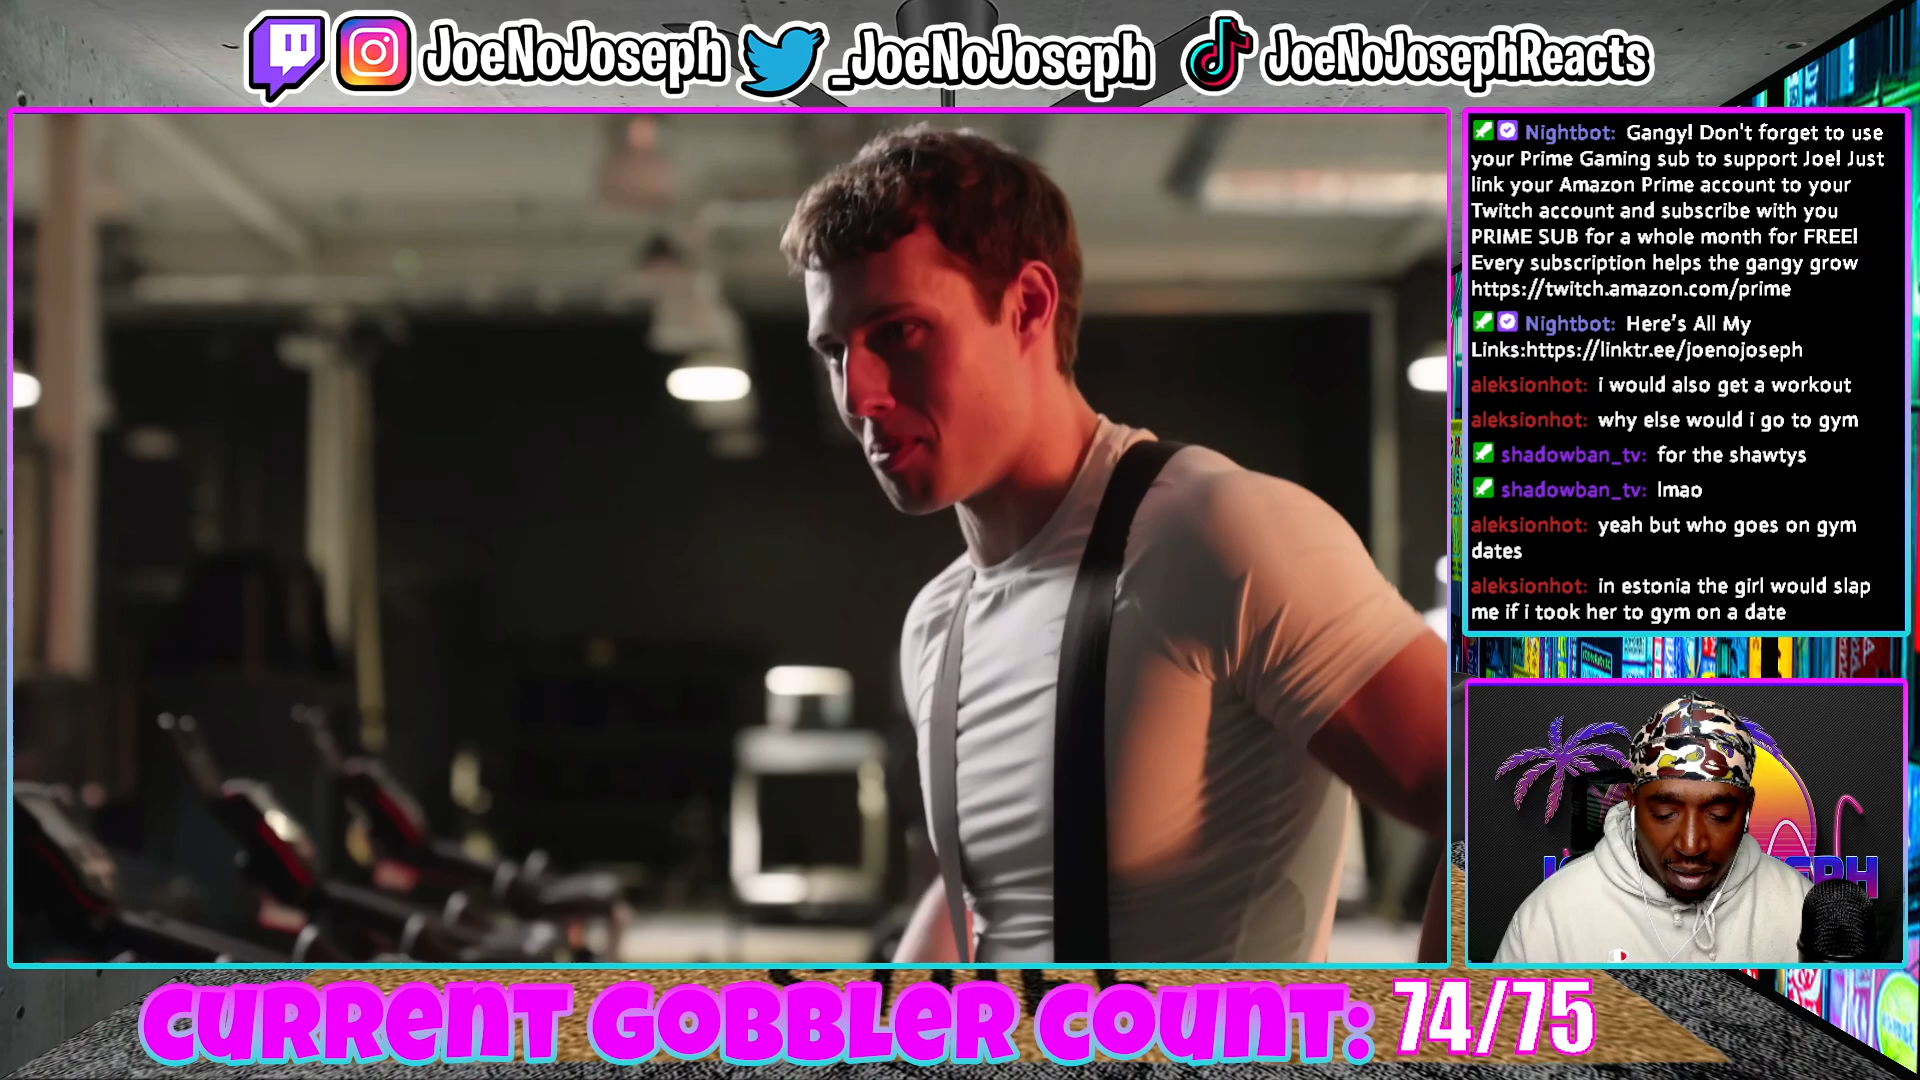 JoeNoJoseph _JoeNoJoseph JoeNoJosephReacts
Nightbot: Gangy! Don't forget to use
your Prime Gaming sub to support Joe! Just
link your Amazon Prime account to your
Twitch account and subscribe with you
PRIME SUB for a whole month for FREE!
Every subscription helps the gangy grow
https://twitch.amazon.com/prime
Nightbot: Here's All My
Links:https://linktr.ee/joenojoseph
aleksionhot: i would also get a workout
aleksionhot: why else would i go to gym
shadowban_tv: for the shawtys
shadowban_tv: lmao
aleksionhot: yeah but who goes on gym
dates
aleksionhot: in estonia the girl would slap
me if i took her to gym on a date
CURRENT GOBBLER COUNT: 74/75